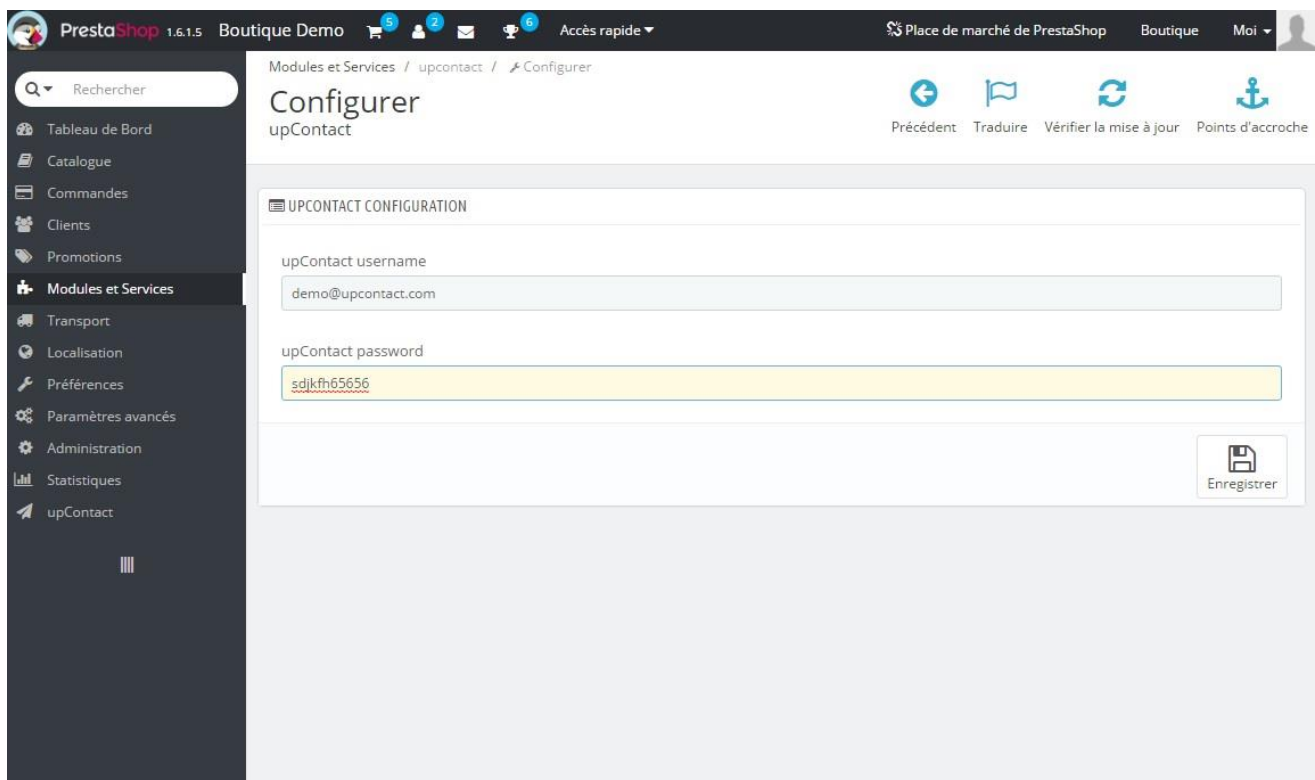 PrestaShop 1.6.1.5 Boutique Demo 5 2 6 Accès rapide Place de marché de PrestaShop Boutique Moi
Modules et Services / upcontact / Configurer
Rechercher
Configurer
upContact
Précédent Traduire Vérifier la mise à jour Points d'accroche
Tableau de Bord
Catalogue
Commandes
Clients
Promotions
Modules et Services
Transport
Localisation
Préférences
Paramètres avancés
Administration
Statistiques
upContact
UPCONTACT CONFIGURATION
upContact username
demo@upcontact.com
upContact password
sdjkfh65656
Enregistrer